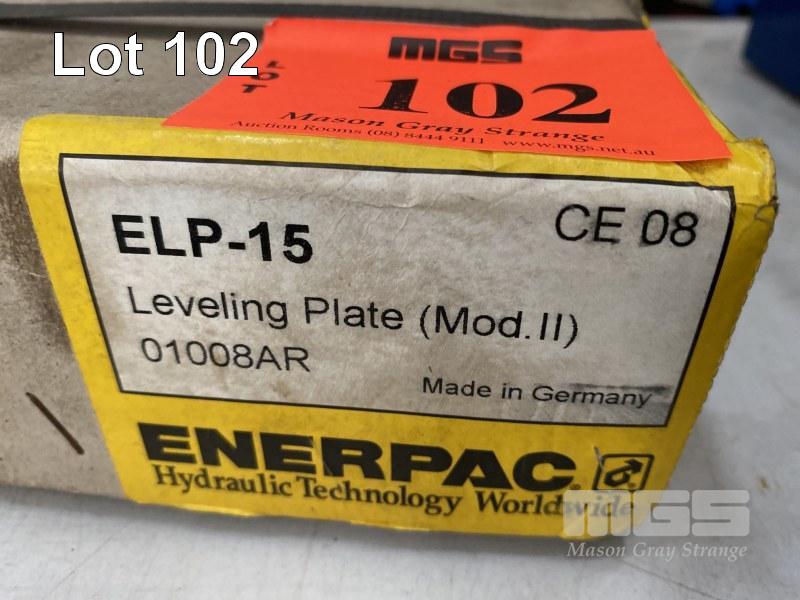 Lot 102
MGS
LOT
102
Mason Gray Strange
Auction Rooms (08) 8444 9111 www.mgs.net.au
ELP-15
CE 08
Leveling Plate (Mod.II)
01008AR
Made in Germany
ENERPAC
Hydraulic Technology Worldwide
MGS
Mason Gray Strange